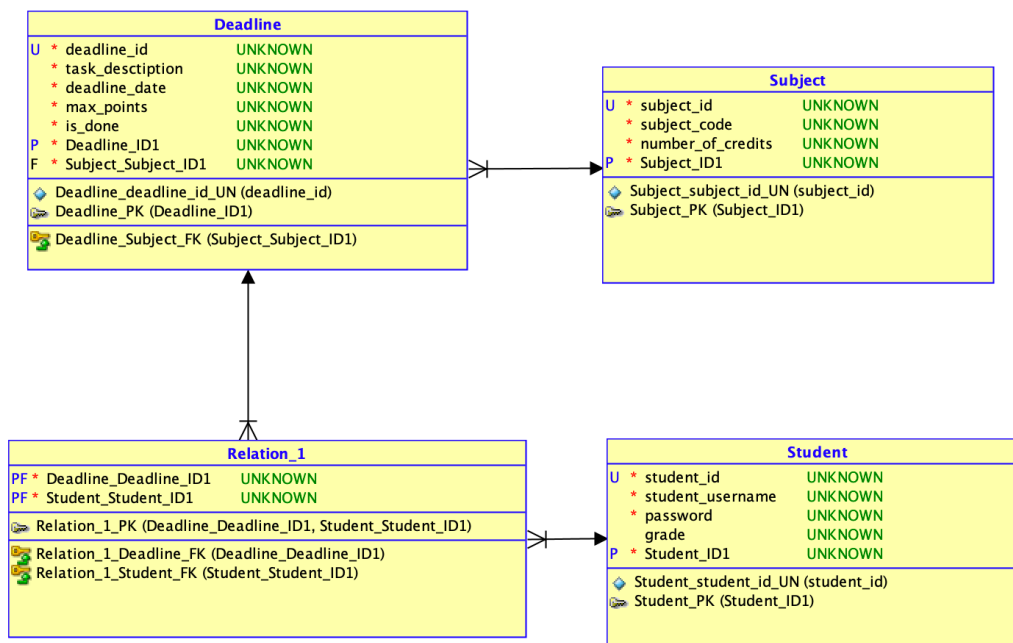 Deadline
U * deadline_id UNKNOWN
* task_desctiption UNKNOWN
* deadline_date UNKNOWN
* max_points UNKNOWN
* is_done UNKNOWN
P * Deadline_ID1 UNKNOWN
F * Subject_Subject_ID1 UNKNOWN
Deadline_deadline_id_UN (deadline_id)
Deadline_PK (Deadline_ID1)
Deadline_Subject_FK (Subject_Subject_ID1)
Subject
U * subject_id UNKNOWN
* subject_code UNKNOWN
* number_of_credits UNKNOWN
P * Subject_ID1 UNKNOWN
Subject_subject_id_UN (subject_id)
Subject_PK (Subject_ID1)
Relation_1
PF * Deadline_Deadline_ID1 UNKNOWN
PF * Student_Student_ID1 UNKNOWN
Relation_1_PK (Deadline_Deadline_ID1, Student_Student_ID1)
Relation_1_Deadline_FK (Deadline_Deadline_ID1)
Relation_1_Student_FK (Student_Student_ID1)
Student
U * student_id UNKNOWN
* student_username UNKNOWN
* password UNKNOWN
grade UNKNOWN
P * Student_ID1 UNKNOWN
Student_student_id_UN (student_id)
Student_PK (Student_ID1)